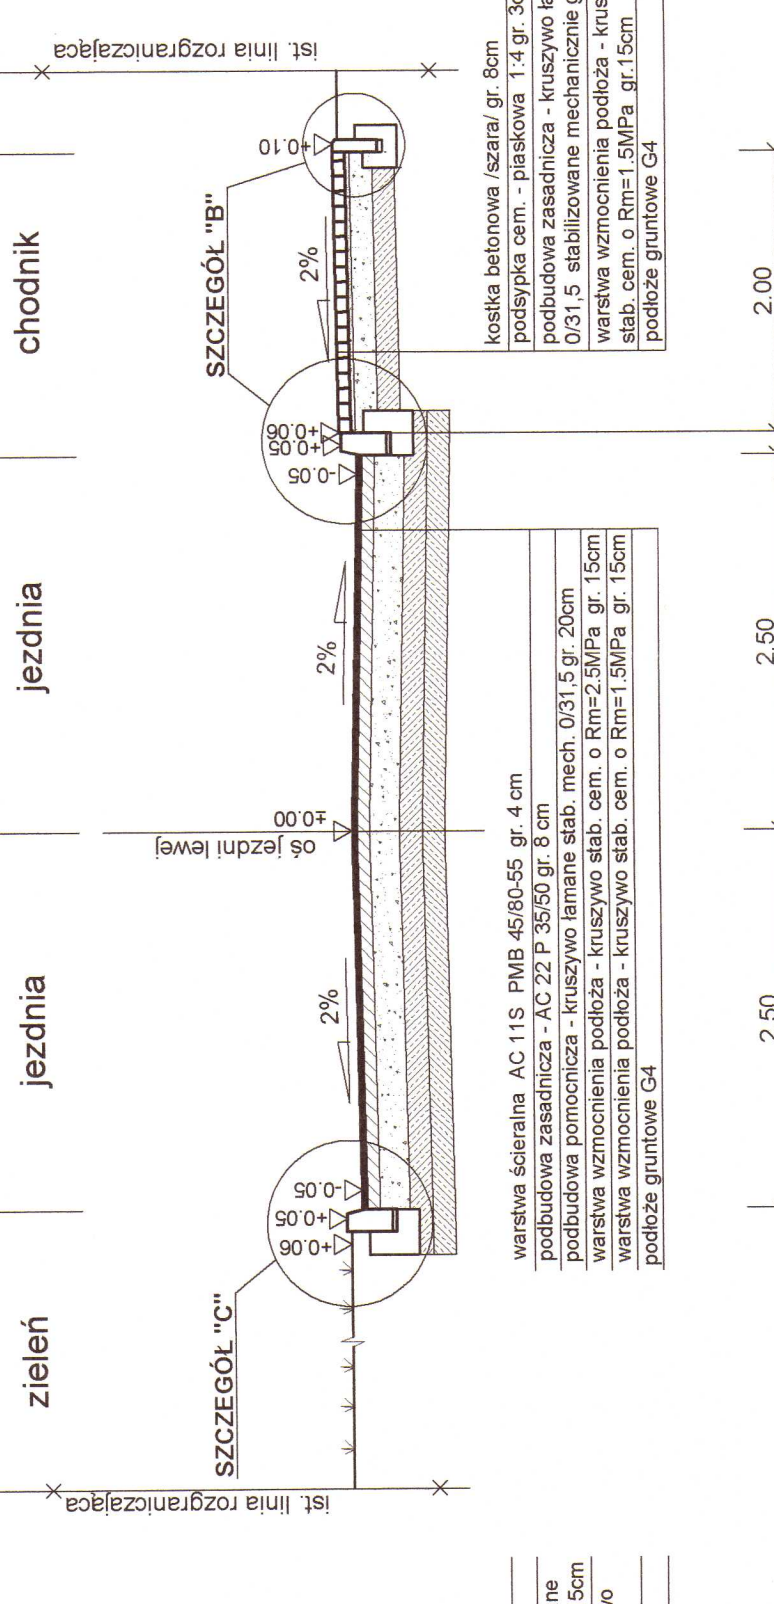 zieleń
jezdnia
jezdnia
chodnik
ist. linia rozgraniczająca
ist. linia rozgraniczająca
SZCZEGÓŁ "C"
SZCZEGÓŁ "B"
+0.06
+0.05
-0.05
2%
oś jezdni lewej
±0.00
2%
-0.05
+0.05
+0.06
2%
+0.10
warstwa ścieralna AC 11S PMB 45/80-55 gr. 4 cm
podbudowa zasadnicza - AC 22 P 35/50 gr. 8 cm
podbudowa pomocnicza - kruszywo łamane stab. mech. 0/31,5 gr. 20cm
warstwa wzmocnienia podłoża - kruszywo stab. cem. o Rm=2.5MPa gr. 15cm
warstwa wzmocnienia podłoża - kruszywo stab. cem. o Rm=1.5MPa gr. 15cm
podłoże gruntowe G4
kostka betonowa /szara/ gr. 8cm
podsypka cem. - piaskowa 1:4 gr.
podbudowa zasadnicza - kruszywo
0/31,5 stabilizowane mechanicznie
warstwa wzmocnienia podłoża -
stab. cem. o Rm=1.5MPa gr.15cm
podłoże gruntowe G4
5cm
2.50
2.50
2.00